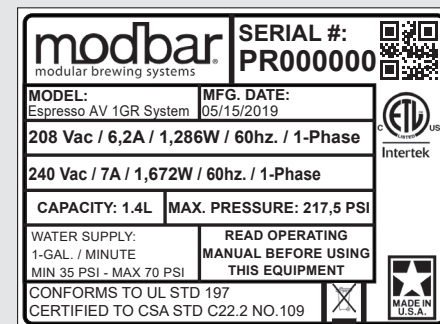 modbar®
modular brewing systems
SERIAL #:
PR000000
MODEL:
Espresso AV 1GR System
MFG. DATE:
05/15/2019
208 Vac / 6,2A / 1,286W / 60hz. / 1-Phase
240 Vac / 7A / 1,672W / 60hz. / 1-Phase
CAPACITY: 1.4L
MAX. PRESSURE: 217,5 PSI
WATER SUPPLY:
1-GAL. / MINUTE
MIN 35 PSI - MAX 70 PSI
READ OPERATING
MANUAL BEFORE USING
THIS EQUIPMENT
CONFORMS TO UL STD 197
CERTIFIED TO CSA STD C22.2 NO.109
C ETL US
LISTED
Intertek
MADE IN
U.S.A.